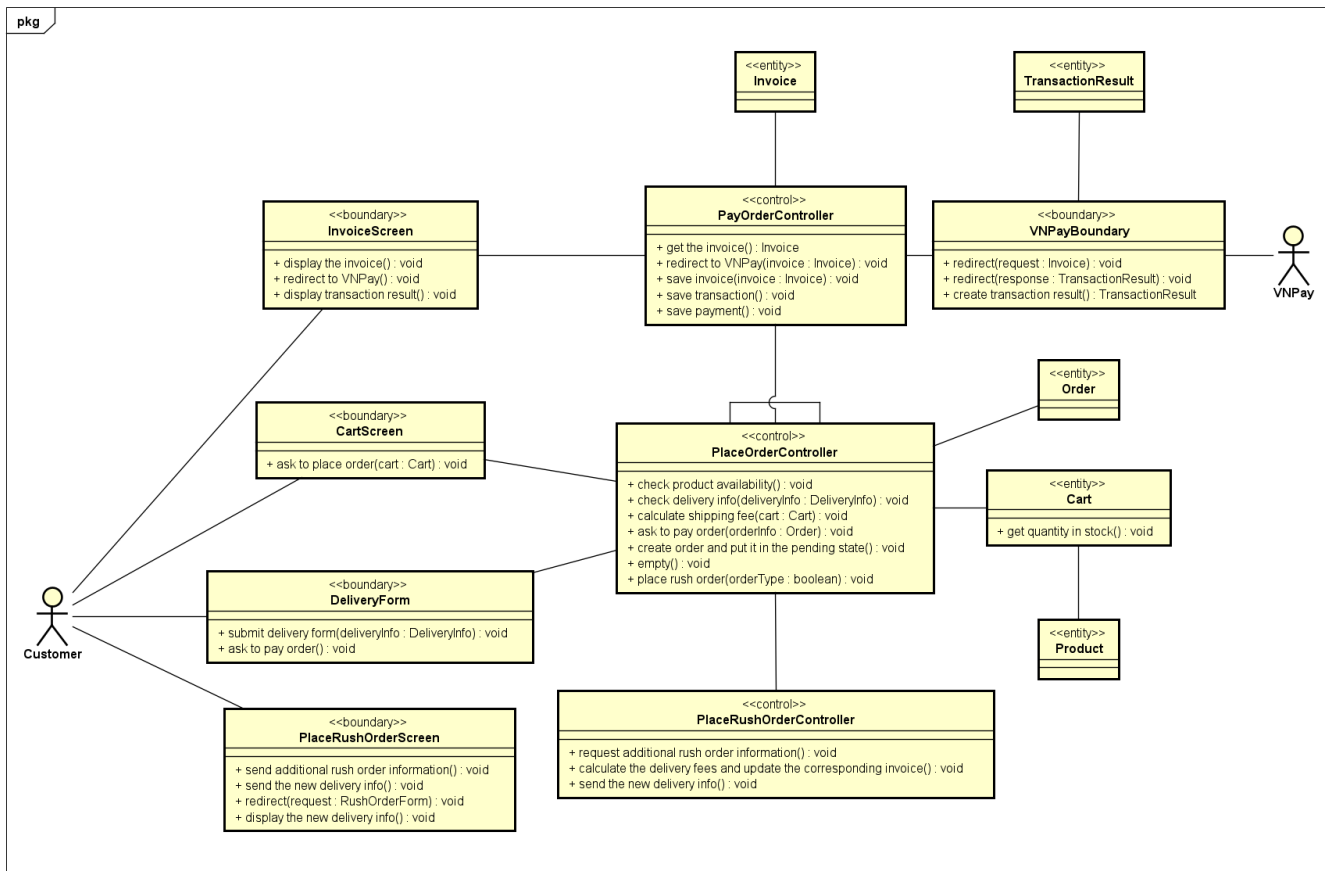 pkg
<<entity>>
Invoice
<<entity>>
TransactionResult
<<boundary>>
InvoiceScreen
+ display the invoice() : void
+ redirect to VNPay() : void
+ display transaction result() : void
<<control>>
PayOrderController
+ get the invoice() : Invoice
+ redirect to VNPay(invoice : Invoice) : void
+ save invoice(invoice : Invoice) : void
+ save transaction() : void
+ save payment() : void
<<boundary>>
VNPayBoundary
+ redirect(request : Invoice) : void
+ redirect(response : TransactionResult) : void
+ create transaction result() : TransactionResult
VNPay
<<entity>>
Order
<<boundary>>
CartScreen
+ ask to place order(cart : Cart) : void
<<control>>
PlaceOrderController
+ check product availability() : void
+ check delivery info(deliveryInfo : DeliveryInfo) : void
+ calculate shipping fee(cart : Cart) : void
+ ask to pay order(orderInfo : Order) : void
+ create order and put it in the pending state() : void
+ empty() : void
+ place rush order(orderType : boolean) : void
<<entity>>
Cart
+ get quantity in stock() : void
<<boundary>>
DeliveryForm
+ submit delivery form(deliveryInfo : DeliveryInfo) : void
+ ask to pay order() : void
Customer
<<entity>>
Product
<<boundary>>
PlaceRushOrderScreen
+ send additional rush order information() : void
+ send the new delivery info() : void
+ redirect(request : RushOrderForm) : void
+ display the new delivery info() : void
<<control>>
PlaceRushOrderController
+ request additional rush order information() : void
+ calculate the delivery fees and update the corresponding invoice() : void
+ send the new delivery info() : void